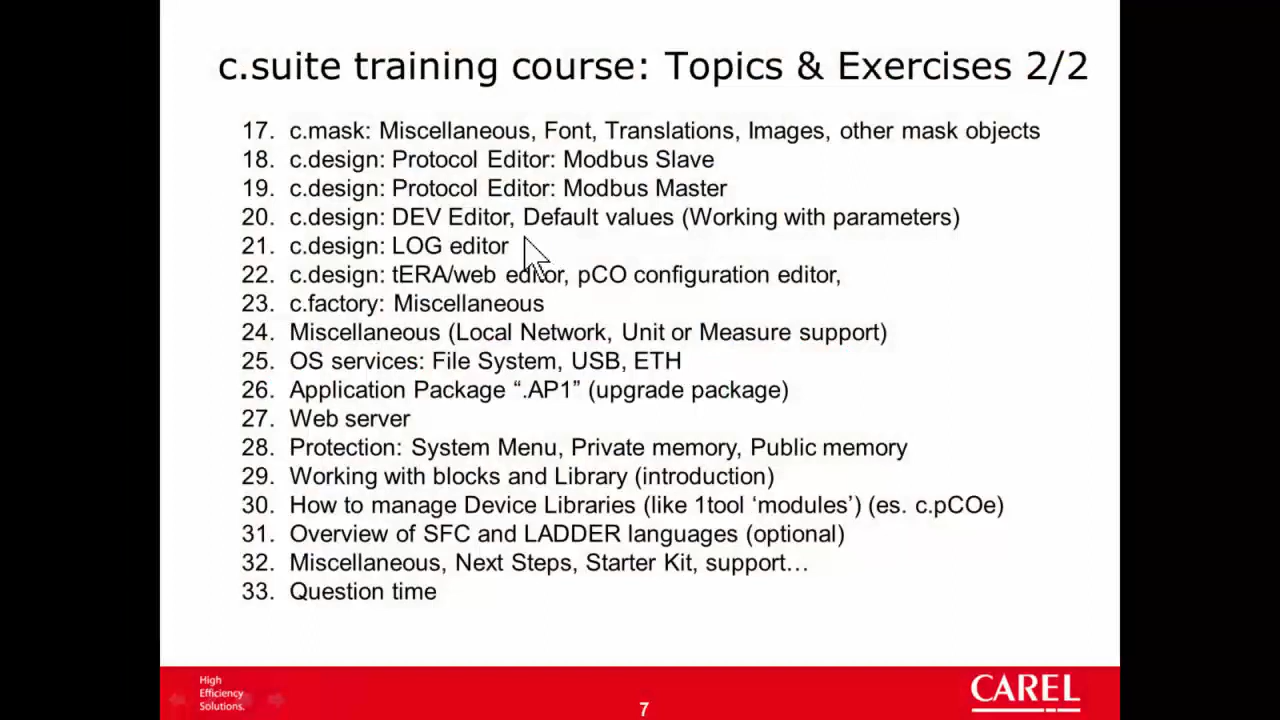 c.suite training course: Topics & Exercises 2/2
17. c.mask: Miscellaneous, Font, Translations, Images, other mask objects
18. c.design: Protocol Editor: Modbus Slave
19. c.design: Protocol Editor: Modbus Master
20. c.design: DEV Editor, Default values (Working with parameters)
21. c.design: LOG editor
22. c.design: tERA/web editor, pCO configuration editor,
23. c.factory: Miscellaneous
24. Miscellaneous (Local Network, Unit or Measure support)
25. OS services: File System, USB, ETH
26. Application Package “.AP1” (upgrade package)
27. Web server
28. Protection: System Menu, Private memory, Public memory
29. Working with blocks and Library (introduction)
30. How to manage Device Libraries (like 1tool ‘modules’) (es. c.pCOe)
31. Overview of SFC and LADDER languages (optional)
32. Miscellaneous, Next Steps, Starter Kit, support…
33. Question time
High
Efficiency
Solutions.
7
CAREL